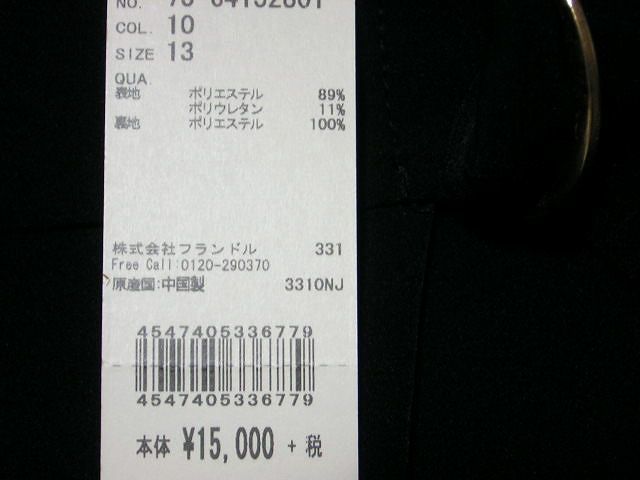 NO.
COL. 10
SIZE 13
QUA.
表地 ポリエステル 89%
ポリウレタン 11%
裏地 ポリエステル 100%
株式会社フランドル 331
Free Call:0120-290370
原産国:中国製 3310NJ
4547405336779
4547405336779
本体 ¥15,000 + 税